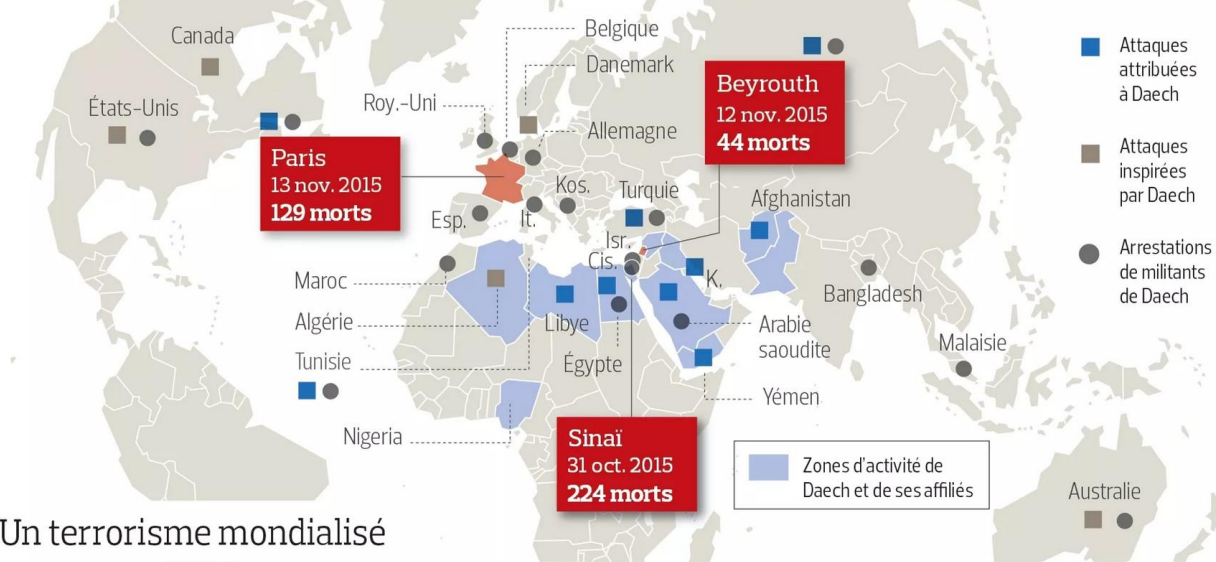 Canada
États-Unis
Roy.-Uni
Belgique
Danemark
Allemagne
Paris
13 nov. 2015
129 morts
Beyrouth
12 nov. 2015
44 morts
Esp.
It.
Kos.
Turquie
Afghanistan
Isr.
Cis.
K.
Maroc
Algérie
Tunisie
Nigeria
Libye
Égypte
Arabie
saoudite
Yémen
Bangladesh
Malaisie
Sinaï
31 oct. 2015
224 morts
Australie
Attaques
attribuées
à Daech
Attaques
inspirées
par Daech
Arrestations
de militants
de Daech
Zones d'activité de
Daech et de ses affiliés
Un terrorisme mondialisé